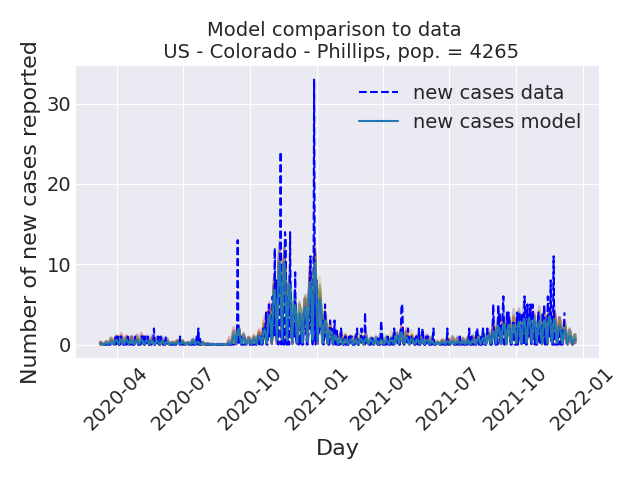 Model comparison to data
US - Colorado - Phillips, pop. = 4265
Number of new cases reported
30
20
10
0
new cases data
new cases model
2020-04
2020-07
2020-10
2021-01
2021-04
2021-07
2021-10
2022-01
Day